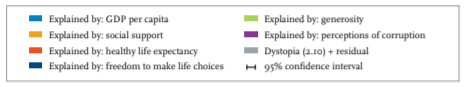 Explained by: GDP per capita
Explained by: social support
Explained by: healthy life expectancy
Explained by: freedom to make life choices
Explained by: generosity
Explained by: perceptions of corruption
Dystopia (2.10) + residual
95% confidence interval